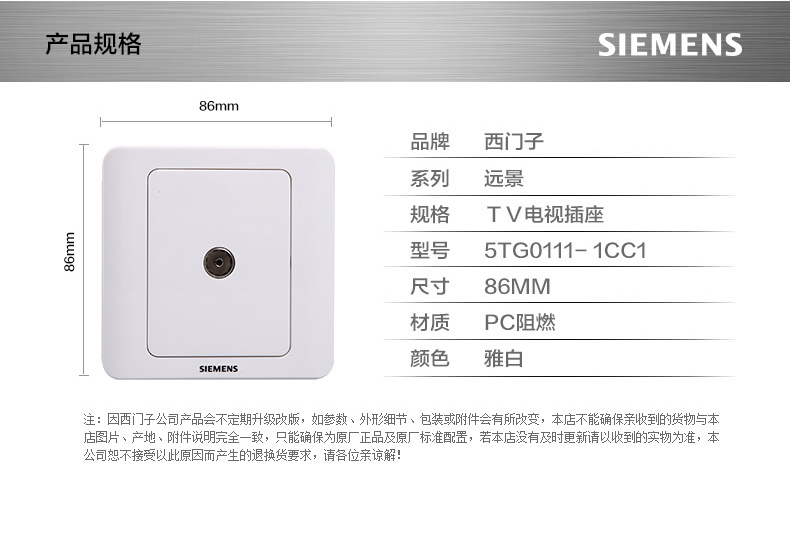 产品规格
SIEMENS
86mm
86mm
SIEMENS
品牌 西门子
系列 远景
规格 TV电视插座
型号 5TG0111-1CC1
尺寸 86MM
材质 PC阻燃
颜色 雅白
注：因西门子公司产品会不定期升级改版，如参数、外形细节、包装或附件会有所改变，本店不能确保亲收到的货物与本
店图片、产地、附件说明完全一致，只能确保为原厂正品及原厂标准配置，若本店没有及时更新请以收到的实物为准，本
公司恕不接受以此原因而产生的退换货要求，请各位亲谅解！